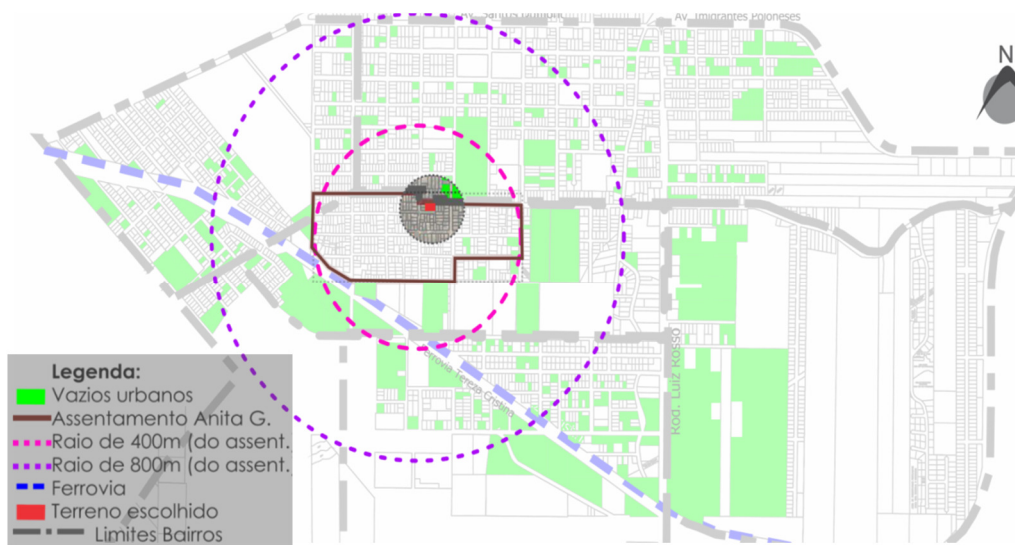 Av. Santos Dumont
Av. Imigrantes Poloneses
N
Ferrovia Tereza Cristina
Rod. Luiz Rosso
Legenda:
Vazios urbanos
Assentamento Anita G.
Raio de 400m (do assent.
Raio de 800m (do assent.
Ferrovia
Terreno escolhido
Limites Bairros